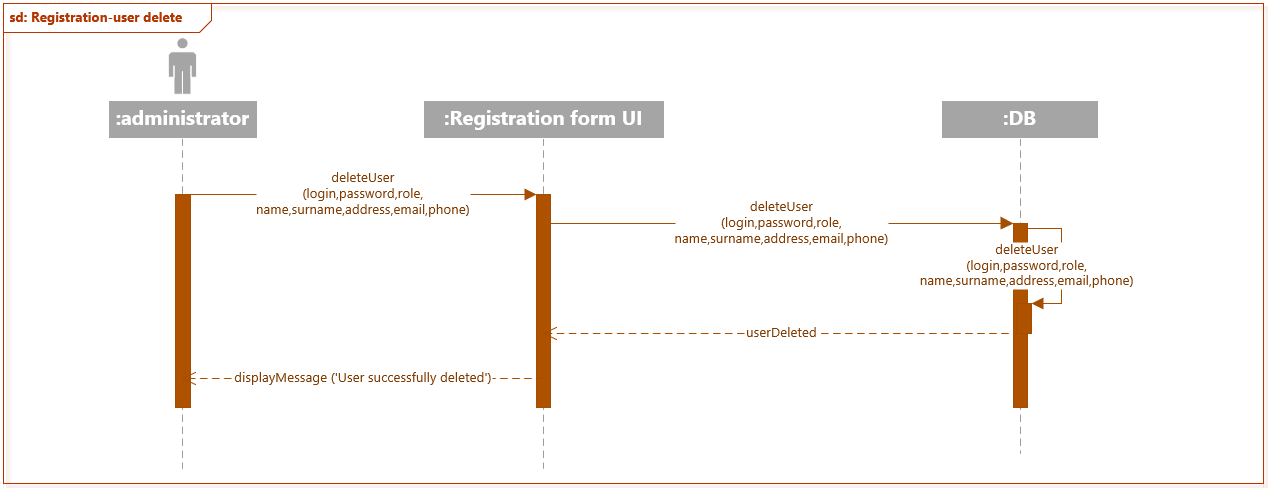 sd: Registration-user delete
:administrator
:Registration form UI
:DB
deleteUser
(login,password,role,
name,surname,address,email,phone)
deleteUser
(login,password,role,
name,surname,address,email,phone)
deleteUser
(login,password,role,
name,surname,address,email,phone)
userDeleted
displayMessage ('User successfully deleted')